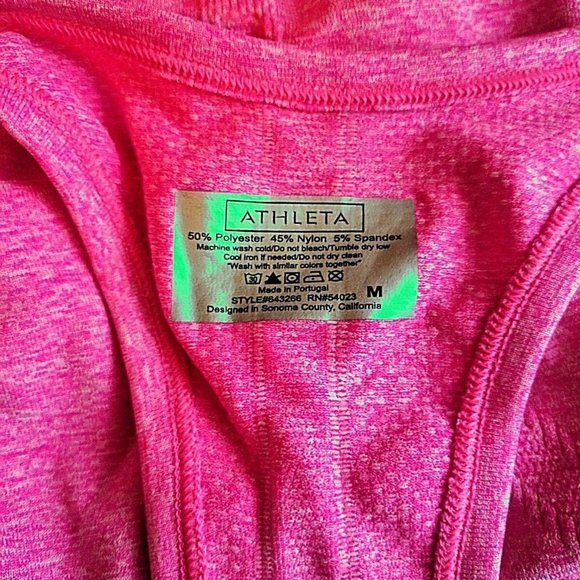 ATHLETA
50% Polyester 45% Nylon 5% Spandex
Machine wash cold/Do not bleach/Tumble dry low
Cool iron if needed/Do not dry clean
"Wash with similar colors together"
30
Made in Portugal
STYLE#643266 RN#54023 M
Designed in Sonoma County, California